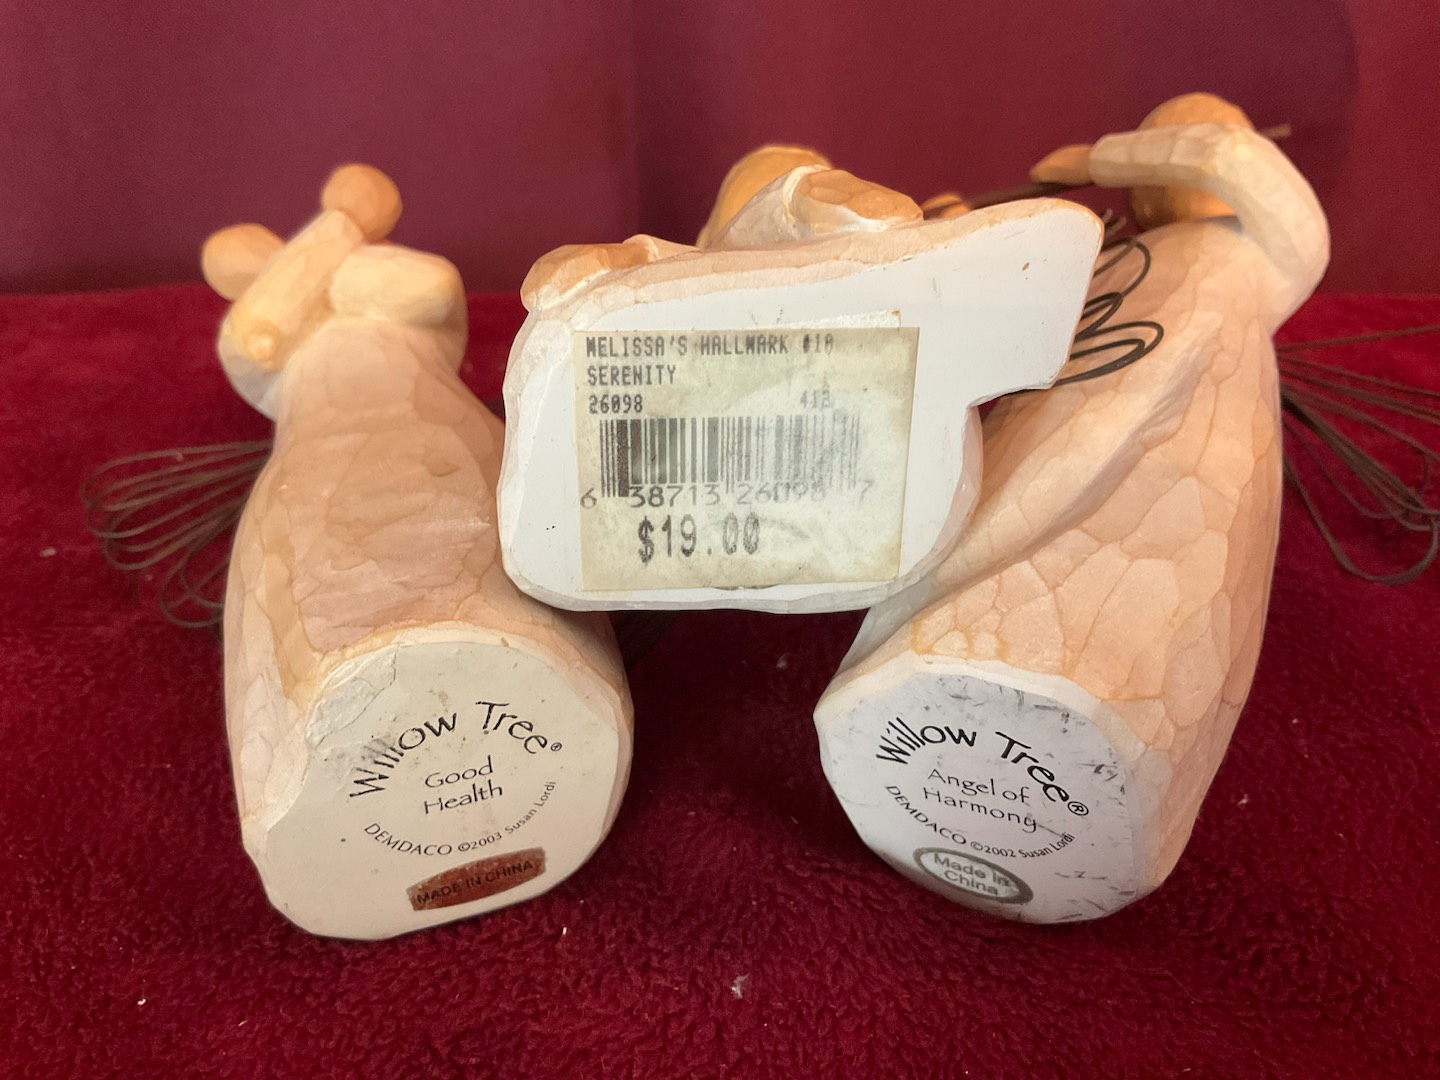 MELISSA'S HALLMARK #10
SERENITY
26098 412
6 38713 26098 7
$19.00
Willow Tree®
Good
Health
DEMDACO ©2003 Susan Lordi
MADE IN CHINA
Willow Tree®
Angel of
Harmony
DEMDACO ©2002 Susan Lordi
Made in
China